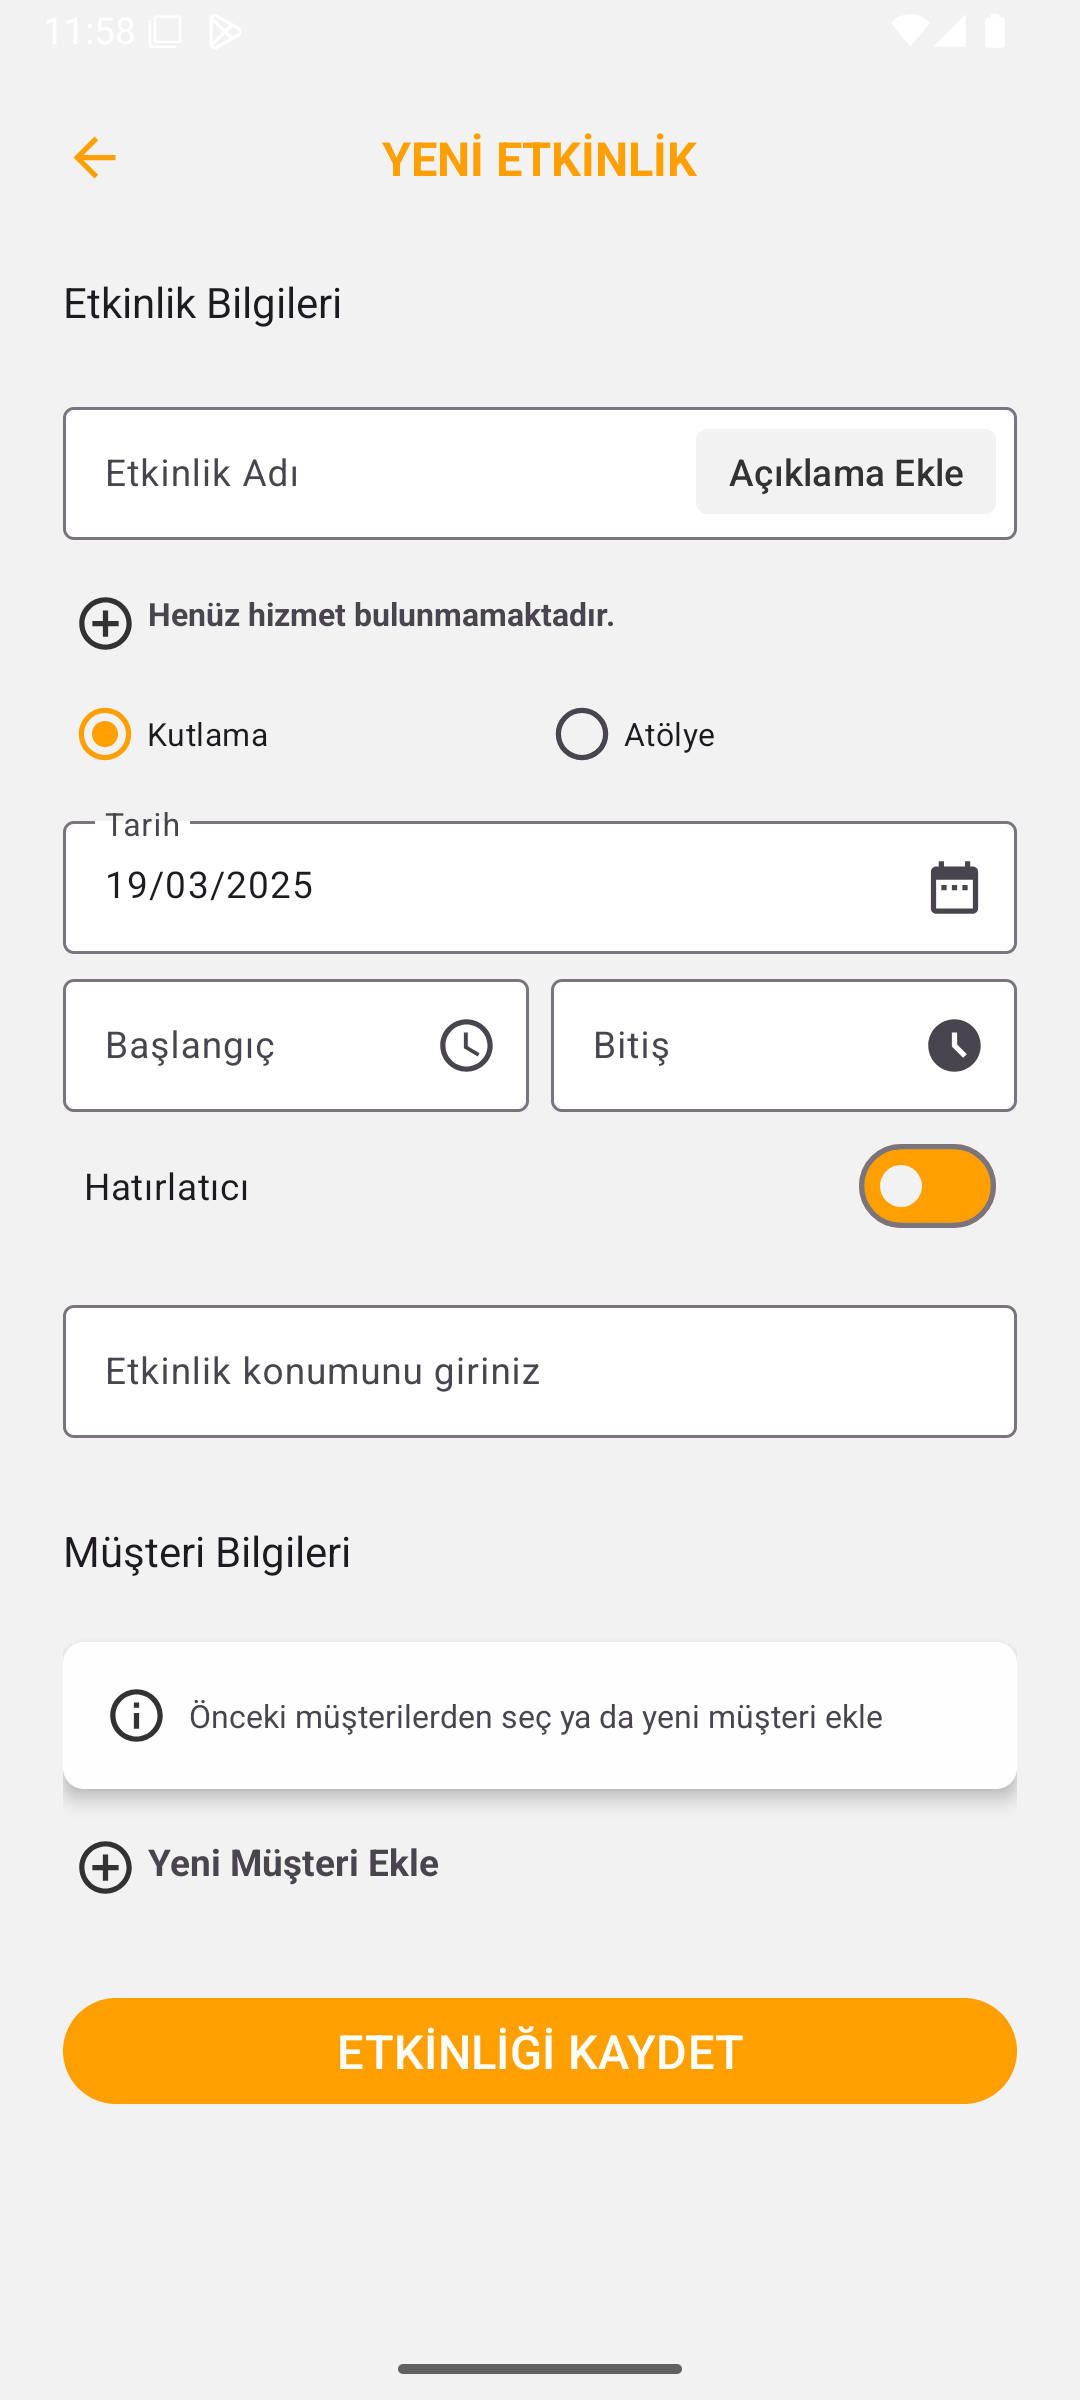 11:58
YENİ ETKİNLİK
Etkinlik Bilgileri
Etkinlik Adı
Açıklama Ekle
Henüz hizmet bulunmamaktadır.
Kutlama
Atölye
Tarih
19/03/2025
Başlangıç
Bitiş
Hatırlatıcı
Etkinlik konumunu giriniz
Müşteri Bilgileri
Önceki müşterilerden seç ya da yeni müşteri ekle
Yeni Müşteri Ekle
ETKİNLİĞİ KAYDET